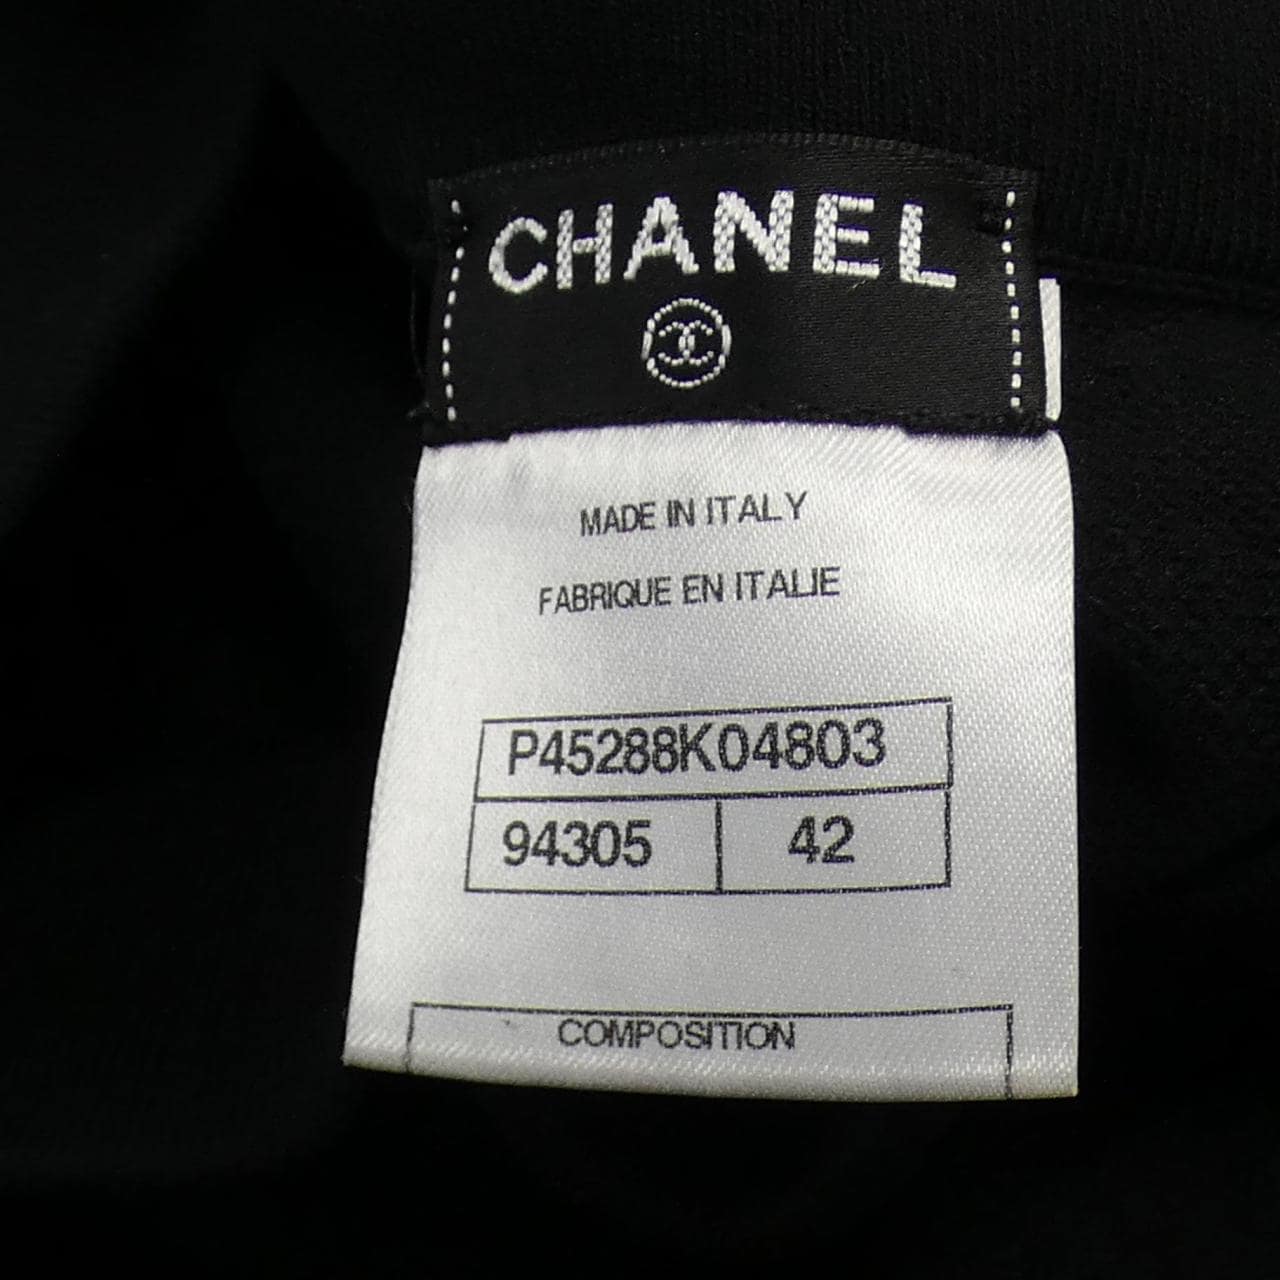 CHANEL
MADE IN ITALY
FABRIQUE EN ITALIE
P45288K04803
94305 42
COMPOSITION